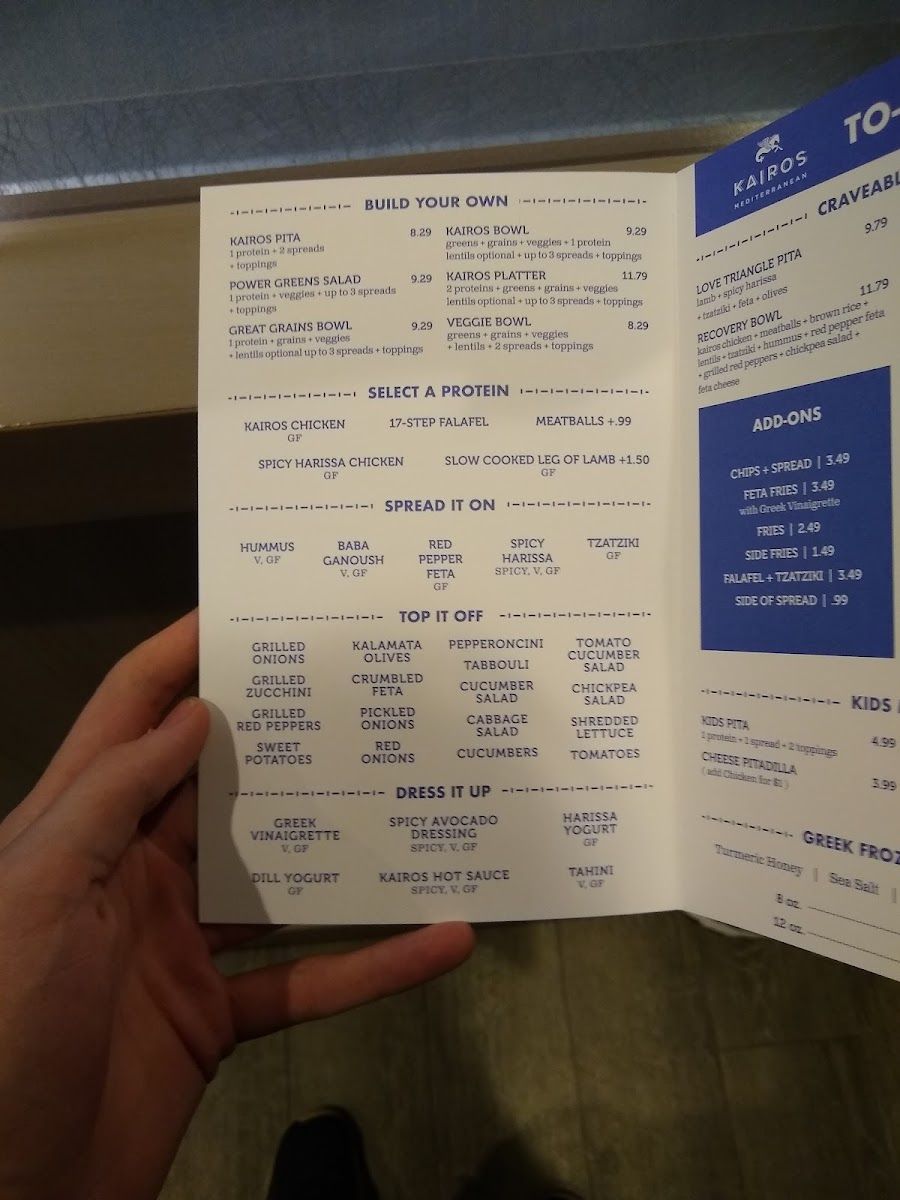 BUILD YOUR OWN
KAIROS PITA 8.29
1 protein + 2 spreads
+ toppings
POWER GREENS SALAD 9.29
1 protein + veggies + up to 3 spreads
+ toppings
GREAT GRAINS BOWL 9.29
1 protein + grains + veggies
+ lentils optional up to 3 spreads + toppings
KAIROS BOWL 9.29
greens + grains + veggies + 1 protein
lentils optional + up to 3 spreads + toppings
KAIROS PLATTER 11.79
2 proteins + greens + grains + veggies
lentils optional + up to 3 spreads + toppings
VEGGIE BOWL 8.29
greens + grains + veggies
+ lentils + 2 spreads + toppings
SELECT A PROTEIN
KAIROS CHICKEN
GF
17-STEP FALAFEL
MEATBALLS +.99
SPICY HARISSA CHICKEN
GF
SLOW COOKED LEG OF LAMB +1.50
GF
SPREAD IT ON
HUMMUS
V, GF
BABA
GANOUSH
V, GF
RED
PEPPER
FETA
GF
SPICY
HARISSA
SPICY, V, GF
TZATZIKI
GF
TOP IT OFF
GRILLED
ONIONS
GRILLED
ZUCCHINI
GRILLED
RED PEPPERS
SWEET
POTATOES
KALAMATA
OLIVES
CRUMBLED
FETA
PICKLED
ONIONS
RED
ONIONS
PEPPERONCINI
TABBOULI
CUCUMBER
SALAD
CABBAGE
SALAD
CUCUMBERS
TOMATO
CUCUMBER
SALAD
CHICKPEA
SALAD
SHREDDED
LETTUCE
TOMATOES
DRESS IT UP
GREEK
VINAIGRETTE
V, GF
SPICY AVOCADO
DRESSING
SPICY, V, GF
HARISSA
YOGURT
GF
DILL YOGURT
GF
KAIROS HOT SAUCE
SPICY, V, GF
TAHINI
V, GF
KAIROS
MEDITERRANEAN
TO-
CRAVEABL
LOVE TRIANGLE PITA 9.79
lamb + spicy harissa
+ tzatziki + feta + olives
RECOVERY BOWL 11.79
kairos chicken + meatballs + brown rice +
lentils + tzatziki + hummus + red pepper feta
+ grilled red peppers + chickpea salad +
feta cheese
ADD-ONS
CHIPS + SPREAD | 3.49
FETA FRIES | 3.49
with Greek Vinaigrette
FRIES | 2.49
SIDE FRIES | 1.49
FALAFEL + TZATZIKI | 3.49
SIDE OF SPREAD | .99
KIDS
KIDS PITA 4.99
1 protein + 1 spread + 2 toppings
CHEESE PITADILLA 3.99
( add Chicken for $1 )
GREEK FROZ
Turmeric Honey | Sea Salt |
8 oz.
12 oz.